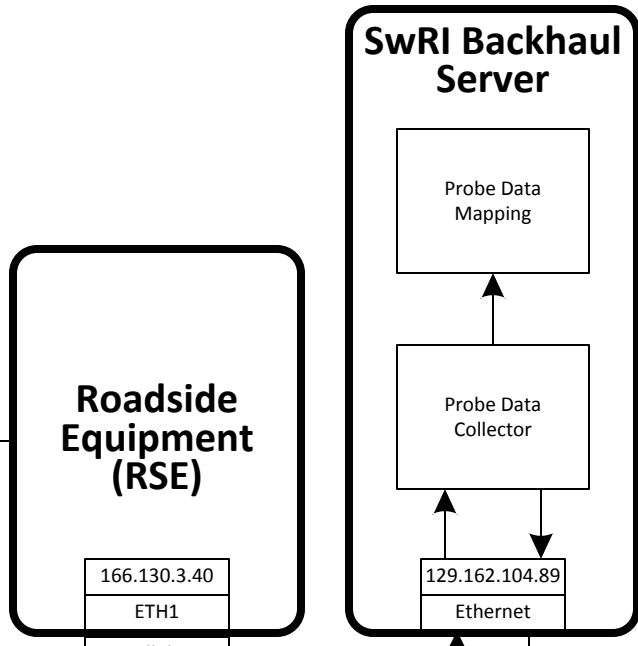 SwRI Backhaul
Server
Probe Data
Mapping
Probe Data
Collector
129.162.104.89
Ethernet
Roadside
Equipment
(RSE)
166.130.3.40
ETH1